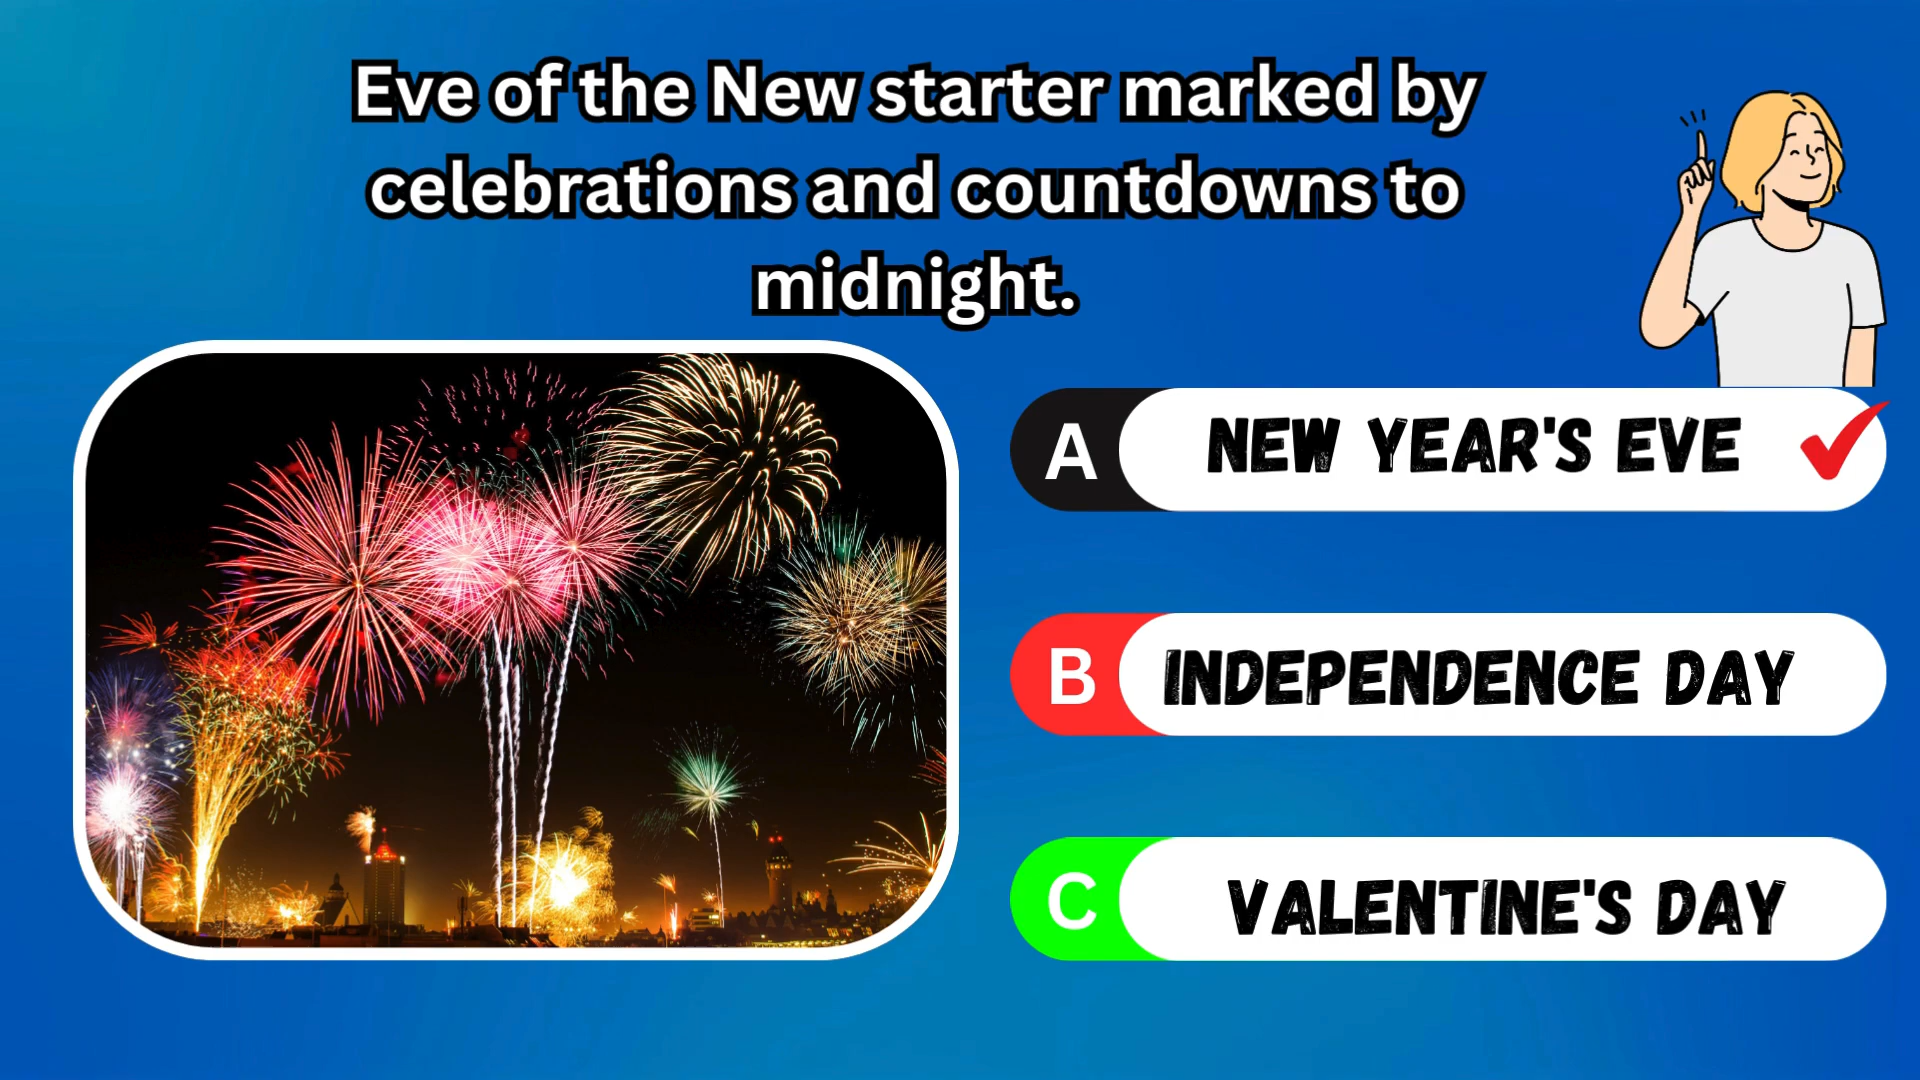 Eve of the New starter marked by
celebrations and countdowns to
midnight.
A NEW YEAR'S EVE
B INDEPENDENCE DAY
C VALENTINE'S DAY